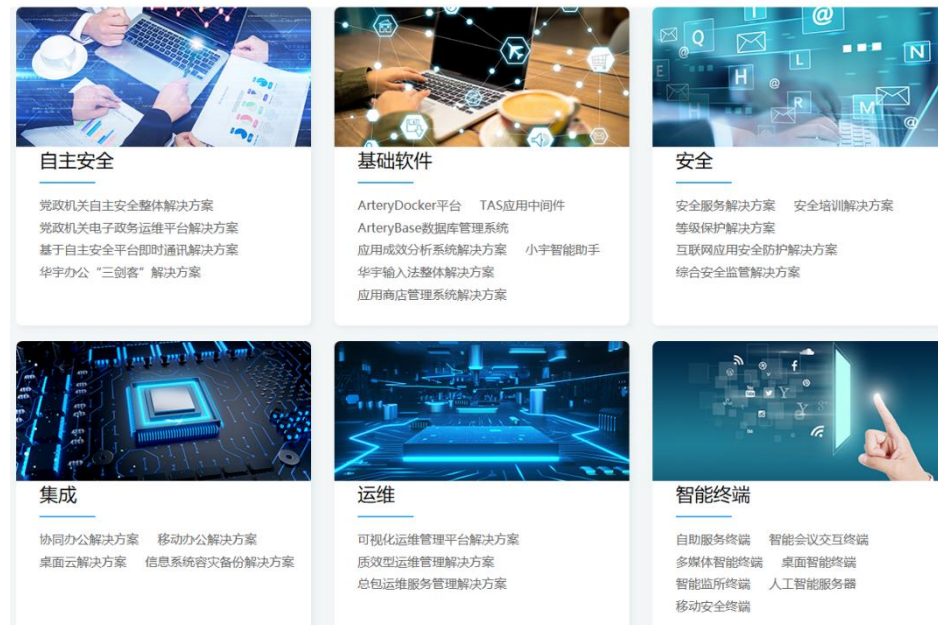 自主安全
党政机关自主安全整体解决方案
党政机关电子政务运维平台解决方案
基于自主安全平台即时通讯解决方案
华宇办公“三剑客”解决方案
基础软件
ArteryDocker平台 TAS应用中间件
ArteryBase数据库管理系统
应用成效分析系统解决方案 小宇智能助手
华宇输入法整体解决方案
应用商店管理系统解决方案
安全
安全服务解决方案 安全培训解决方案
等级保护解决方案
互联网应用安全防护解决方案
综合安全监管解决方案
集成
协同办公解决方案 移动办公解决方案
桌面云解决方案 信息系统容灾备份解决方案
运维
可视化运维管理平台解决方案
质效型运维管理解决方案
总包运维服务管理解决方案
智能终端
自助服务终端 智能会议交互终端
多媒体智能终端 桌面智能终端
智能监所终端 人工智能服务器
移动安全终端